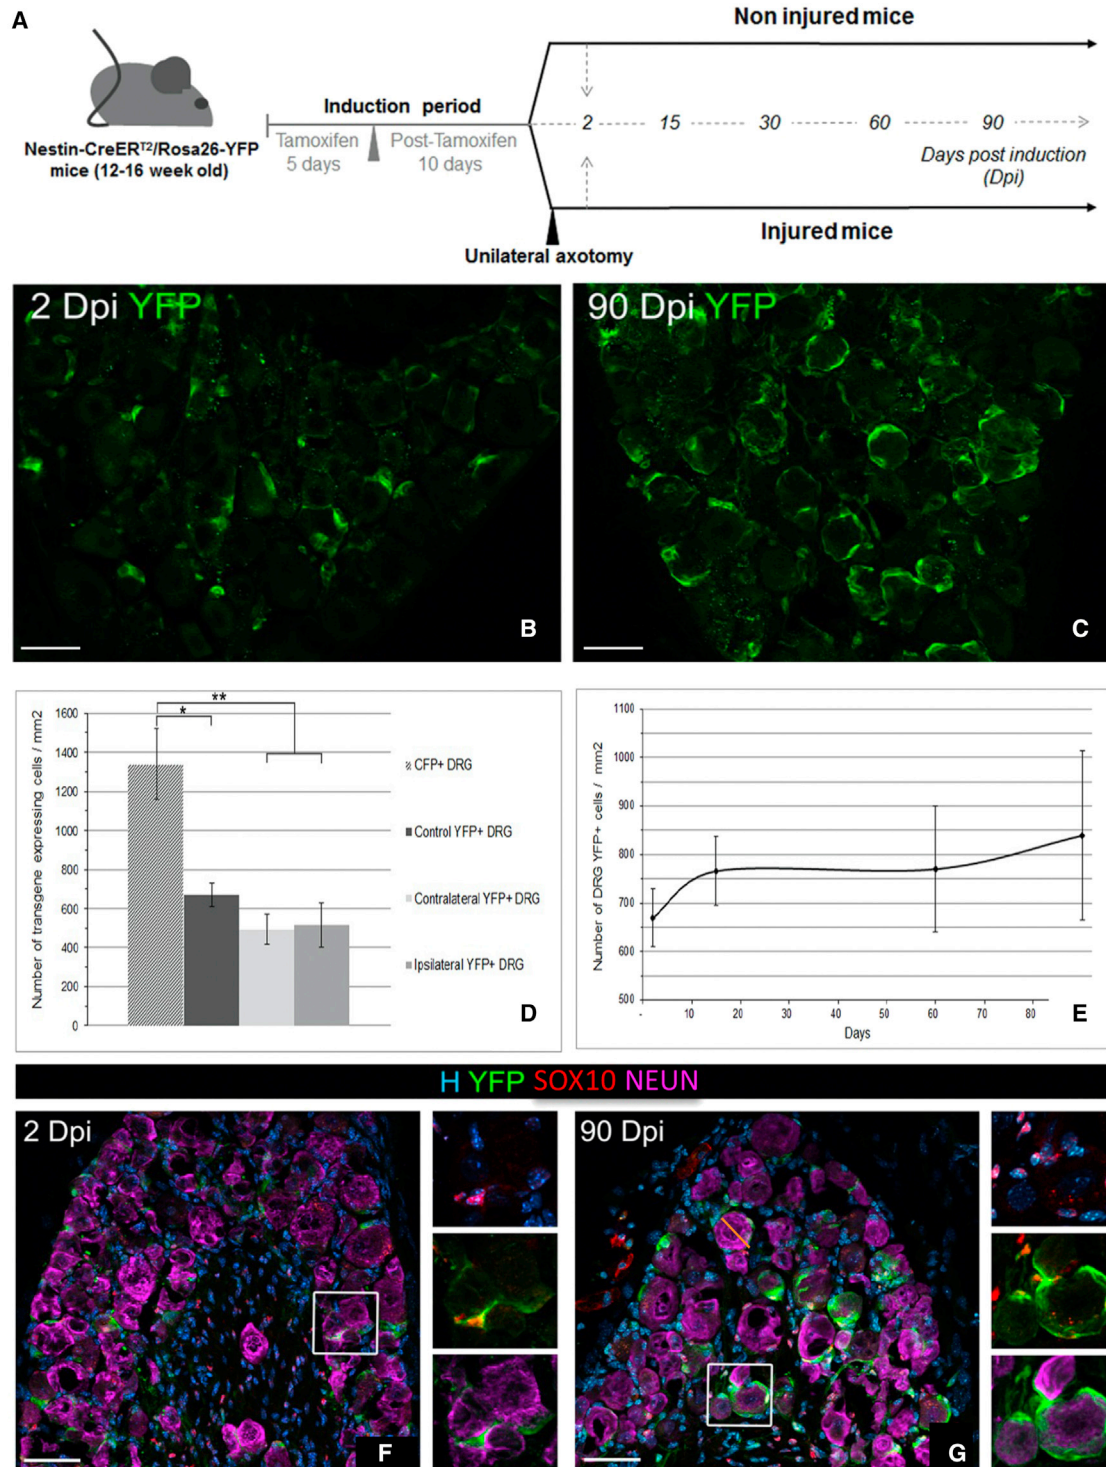 A
Non injured mice
Induction period
Tamoxifen
5 days
Post-Tamoxifen
10 days
Nestin-CreERT2/Rosa26-YFP
mice (12-16 week old)
2 15 30 60 90
Days post induction
(Dpi)
Injured mice
Unilateral axotomy
2 Dpi YFP
B
90 Dpi YFP
C
Number of transgene expressing cells / mm2
1600
1400
1200
1000
800
600
400
200
0
*
**
CFP+ DRG
Control YFP+ DRG
Contralateral YFP+ DRG
Ipsilateral YFP+ DRG
D
Number of DRG YFP+ cells / mm2
1100
1000
900
800
700
600
500
- 10 20 30 40 50 60 70 80
Days
E
H YFP SOX10 NEUN
2 Dpi
F
90 Dpi
G